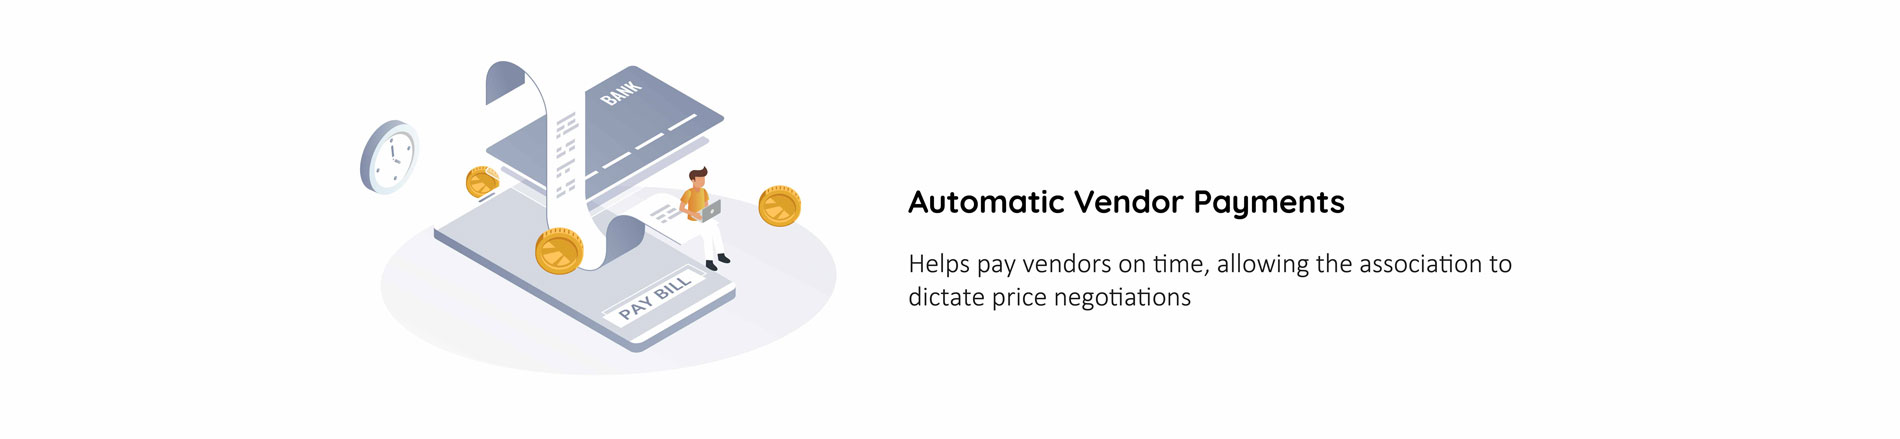 BANK
PAY BILL
Automatic Vendor Payments
Helps pay vendors on time, allowing the association to
dictate price negotiations